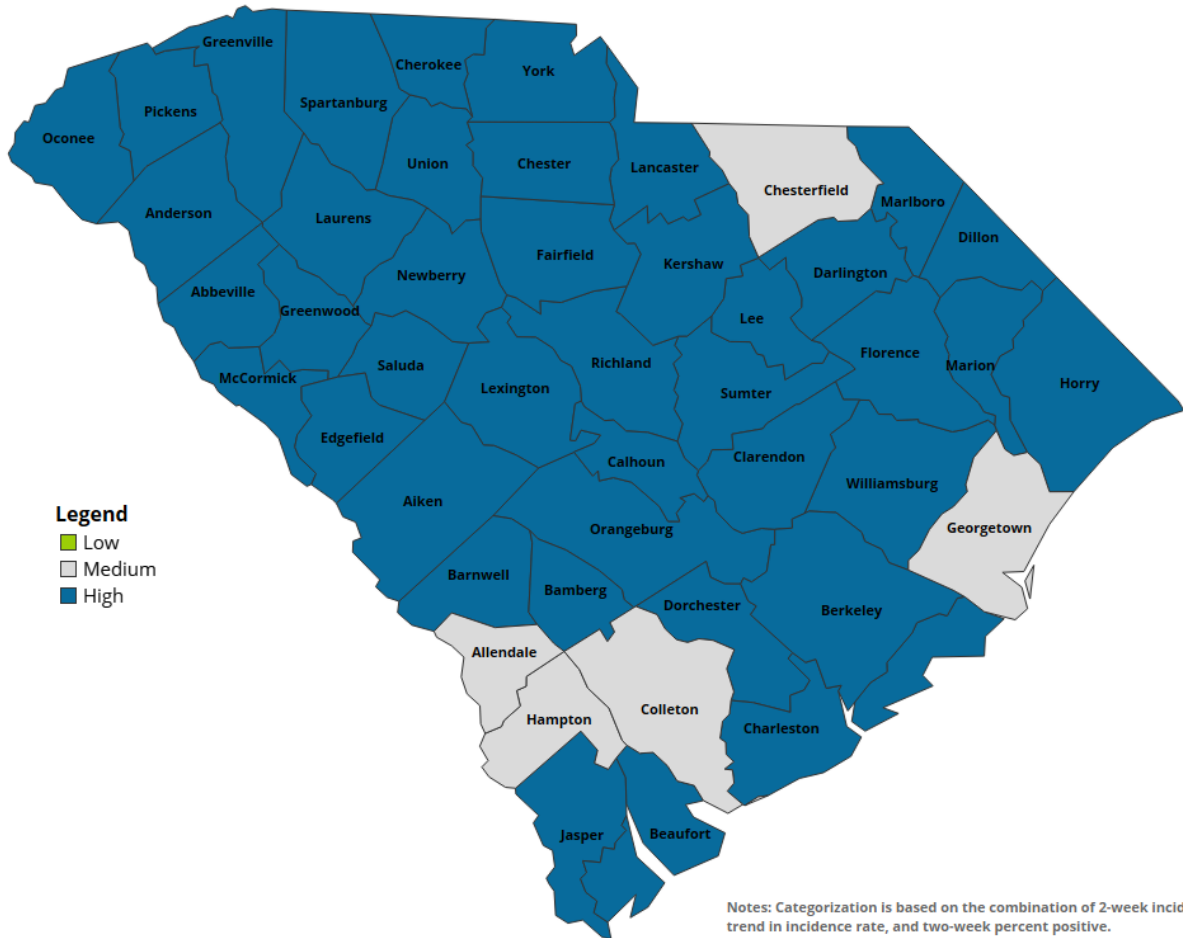 Greenville
Cherokee
York
Spartanburg
Pickens
Oconee
Union
Chester
Lancaster
Chesterfield
Marlboro
Anderson
Laurens
Dillon
Fairfield
Kershaw
Newberry
Darlington
Abbeville
Greenwood
Lee
Florence
Richland
Saluda
Marion
McCormick
Lexington
Sumter
Horry
Edgefield
Calhoun
Clarendon
Williamsburg
Aiken
Legend
Low
Medium
High
Orangeburg
Georgetown
Barnwell
Bamberg
Dorchester
Berkeley
Allendale
Colleton
Hampton
Charleston
Jasper
Beaufort
Notes: Categorization is based on the combination of 2-week incid
trend in incidence rate, and two-week percent positive.